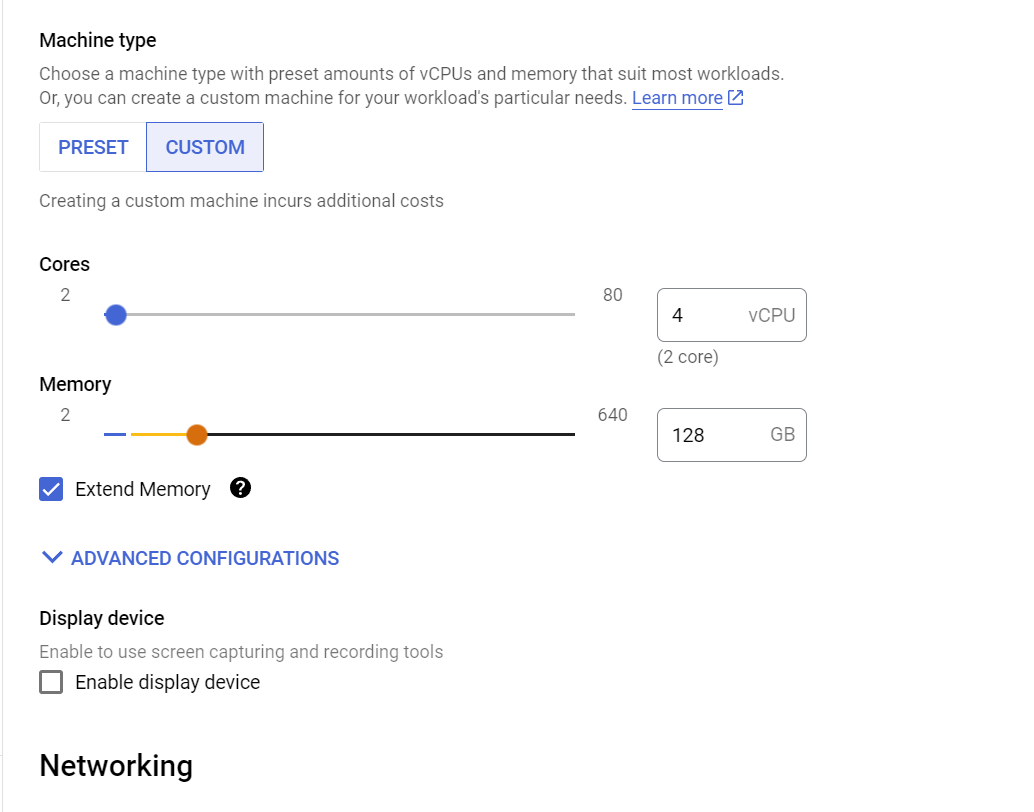 Machine type
Choose a machine type with preset amounts of vCPUs and memory that suit most workloads.
Or, you can create a custom machine for your workload's particular needs. Learn more
PRESET CUSTOM
Creating a custom machine incurs additional costs
Cores
2 80
4 vCPU
(2 core)
Memory
2 640
128 GB
Extend Memory ?
ADVANCED CONFIGURATIONS
Display device
Enable to use screen capturing and recording tools
Enable display device
Networking